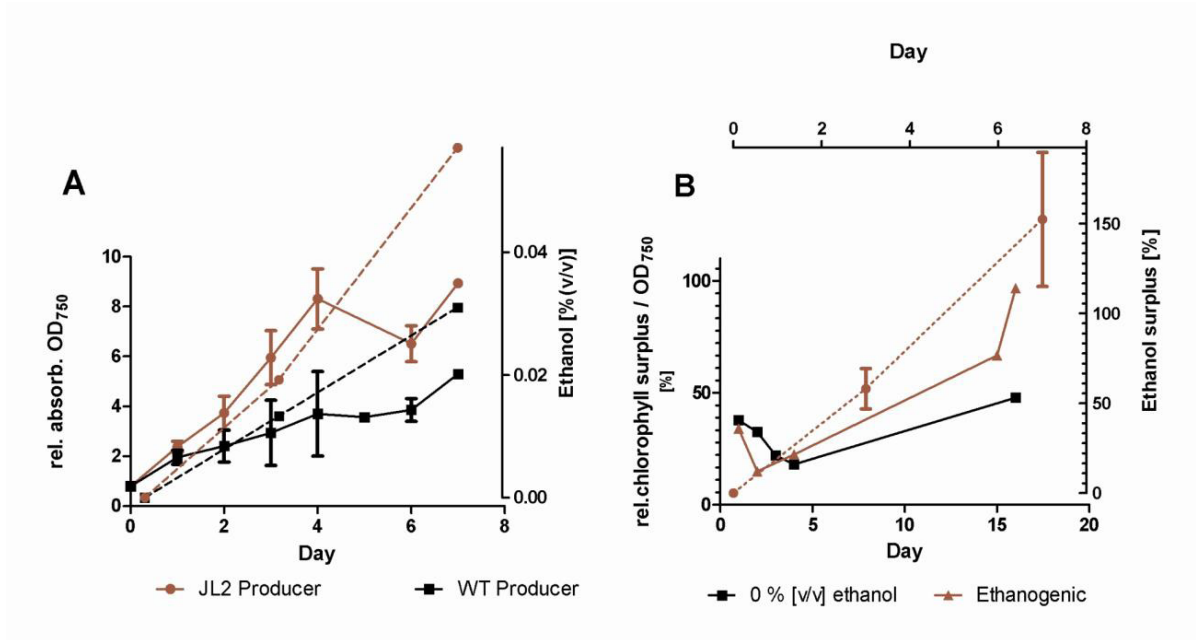 Day
0 2 4 6 8
A
B
10
8
6
4
2
0
rel. absorb. OD750
0.04
0.02
0.00
Ethanol [% (v/v)]
0 2 4 6 8
Day
JL2 Producer WT Producer
100
50
0
rel.chlorophyll surplus / OD750
[%]
150
100
50
0
Ethanol surplus [%]
0 5 10 15 20
Day
0 % [v/v] ethanol Ethanogenic